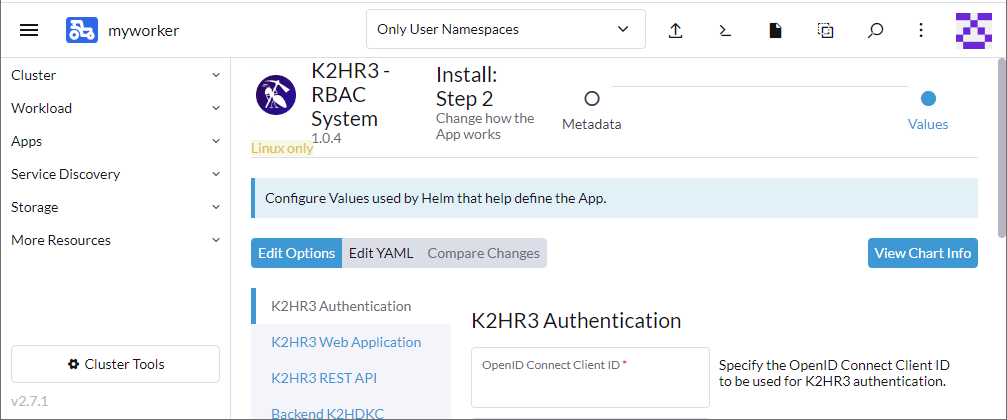 myworker
Only User Namespaces
Cluster
Workload
Apps
Service Discovery
Storage
More Resources
Cluster Tools
v2.7.1
K2HR3 -
RBAC
System
1.0.4
Linux only
Install:
Step 2
Change how the
App works
Metadata
Values
Configure Values used by Helm that help define the App.
Edit Options
Edit YAML
Compare Changes
View Chart Info
K2HR3 Authentication
K2HR3 Web Application
K2HR3 REST API
Backend K2HDKC
K2HR3 Authentication
OpenID Connect Client ID *
Specify the OpenID Connect Client ID
to be used for K2HR3 authentication.